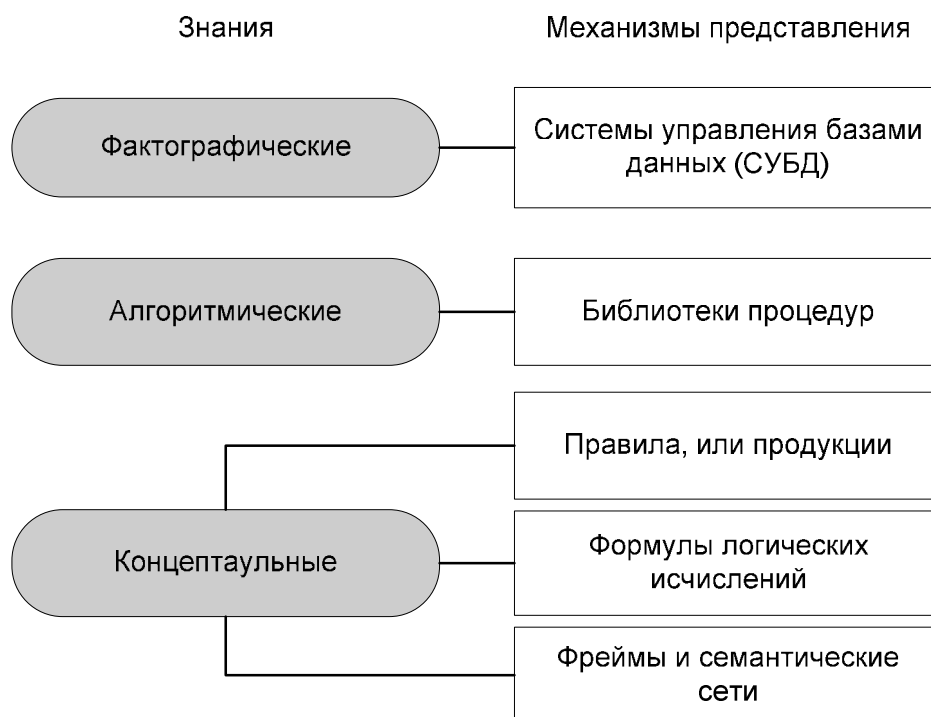 Знания
Механизмы представления
Фактографические
Системы управления базами
данных (СУБД)
Алгоритмические
Библиотеки процедур
Правила, или продукции
Концептаульные
Формулы логических
исчислений
Фреймы и семантические
сети